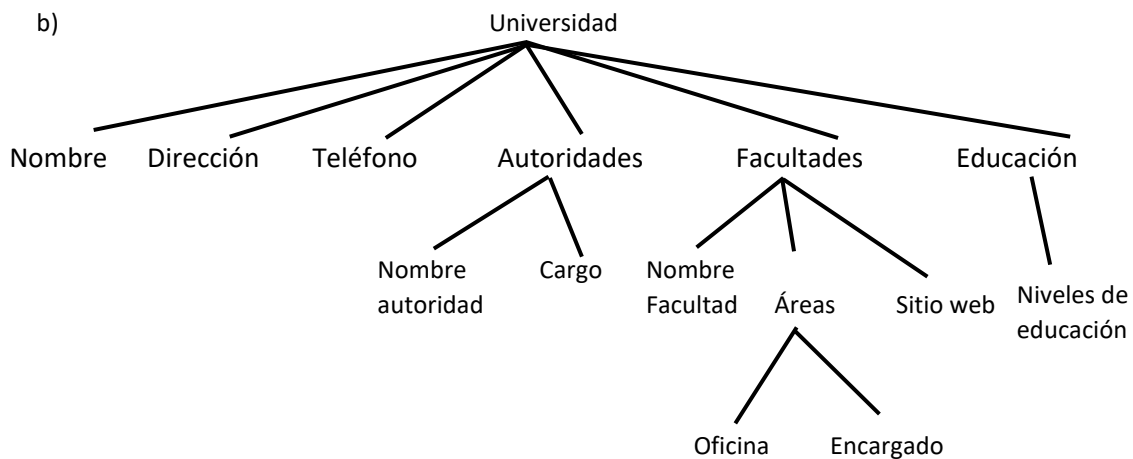 b)
Universidad
Nombre
Dirección
Teléfono
Autoridades
Facultades
Educación
Nombre
autoridad
Cargo
Nombre
Facultad
Áreas
Sitio web
Niveles de
educación
Oficina
Encargado